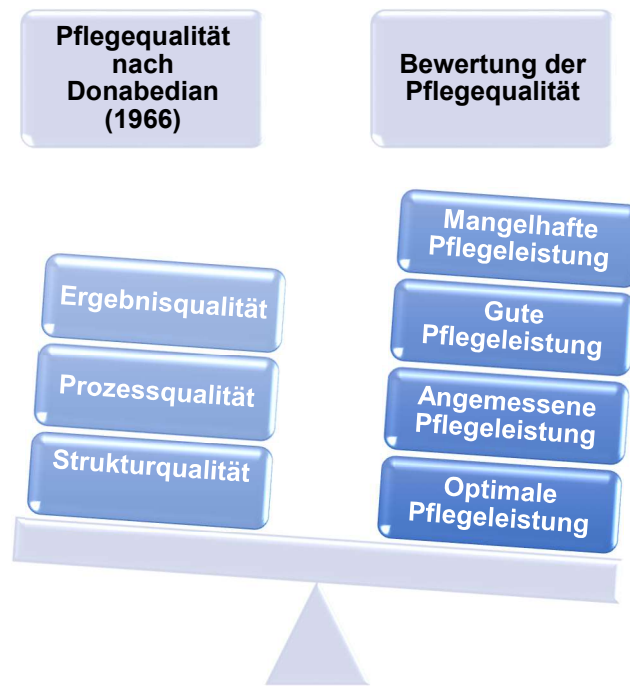 Pflegequalität
nach
Donabedian
(1966)
Bewertung der
Pflegequalität
Ergebnisqualität
Prozessqualität
Strukturqualität
Mangelhafte
Pflegeleistung
Gute
Pflegeleistung
Angemessene
Pflegeleistung
Optimale
Pflegeleistung